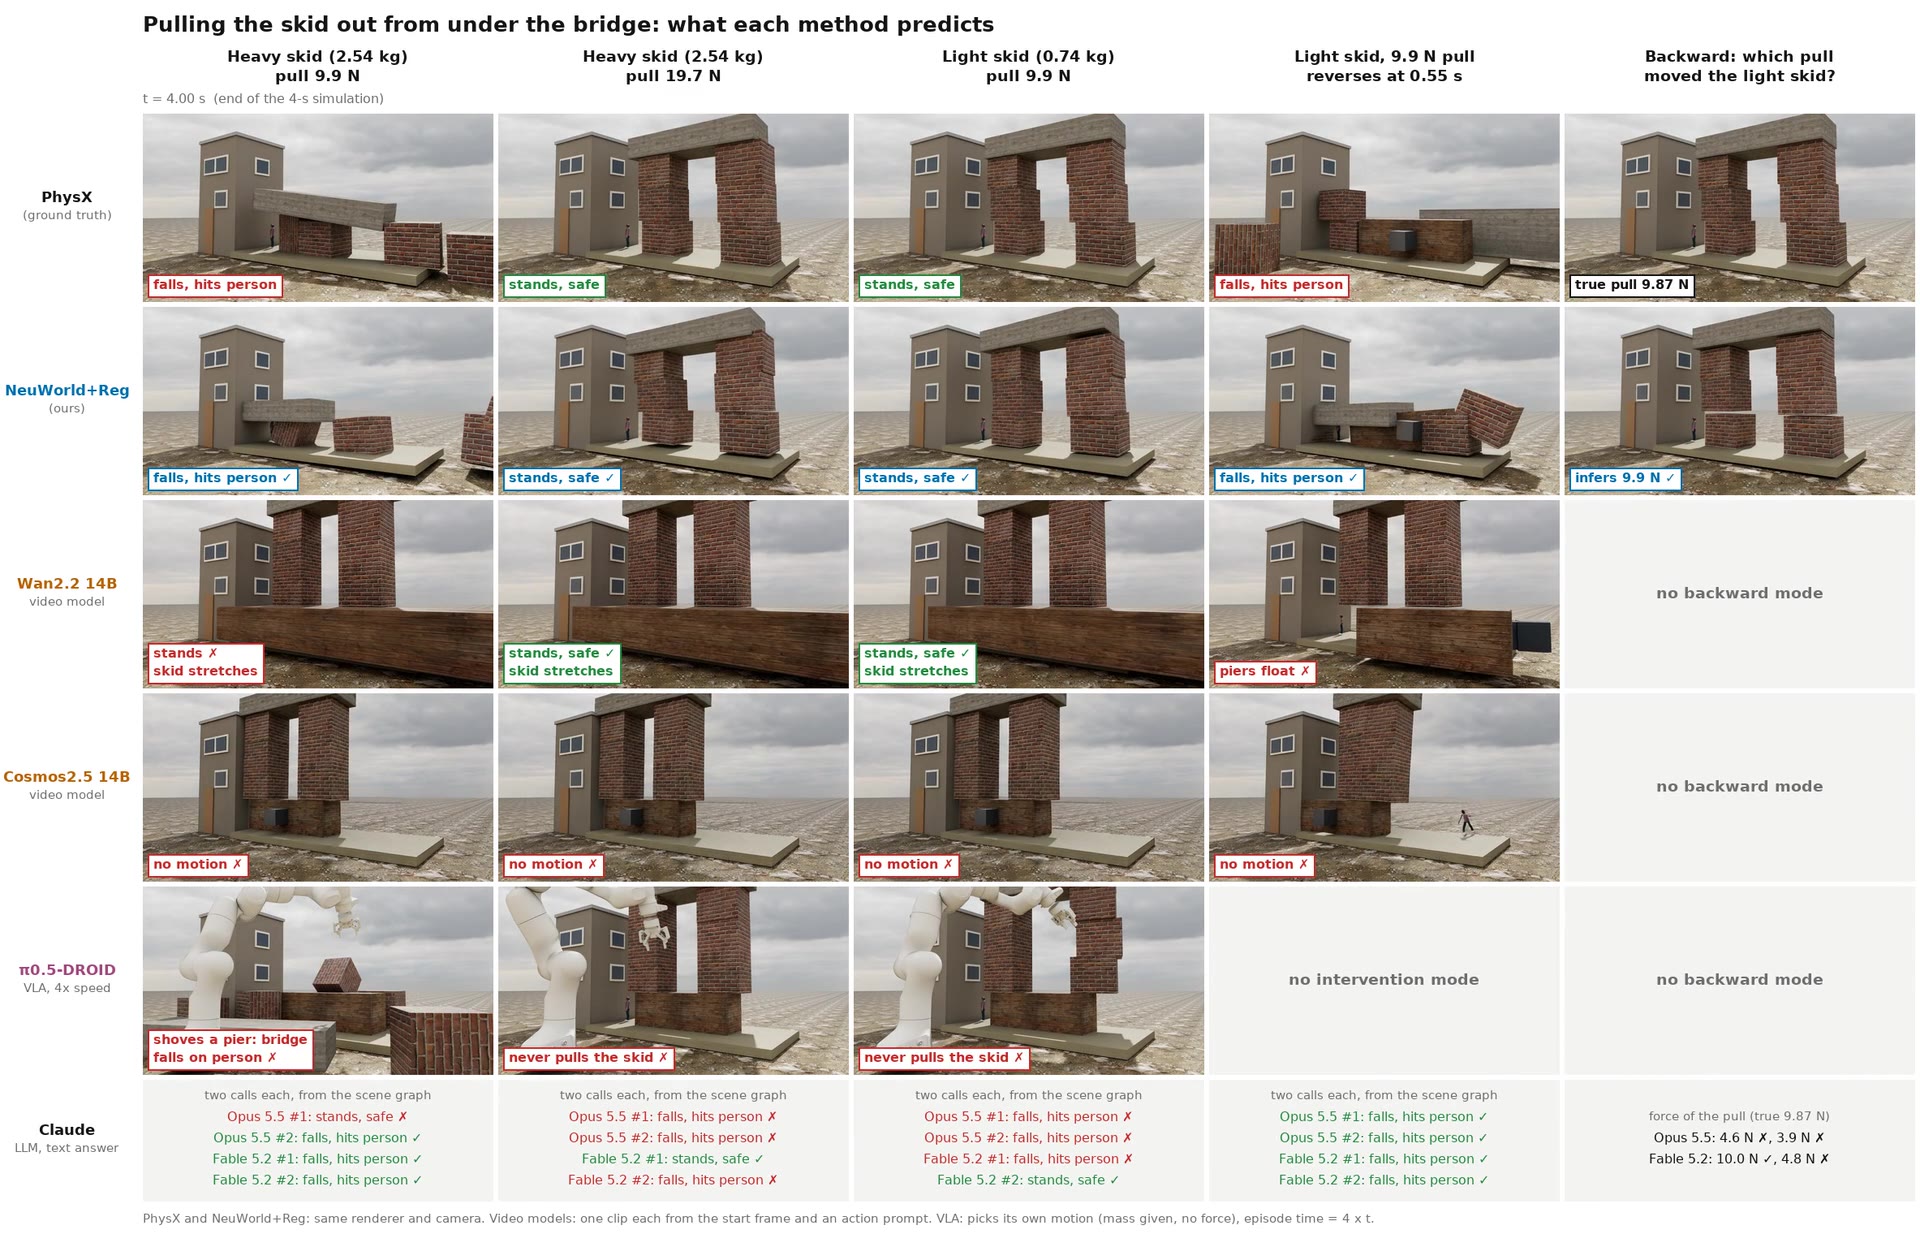 Pulling the skid out from under the bridge: what each method predicts
Heavy skid (2.54 kg)
pull 9.9 N
Heavy skid (2.54 kg)
pull 19.7 N
Light skid (0.74 kg)
pull 9.9 N
Light skid, 9.9 N pull
reverses at 0.55 s
Backward: which pull
moved the light skid?
t = 4.00 s  (end of the 4-s simulation)
PhysX
(ground truth)
falls, hits person
stands, safe
stands, safe
falls, hits person
true pull 9.87 N
NeuWorld+Reg
(ours)
falls, hits person ✓
stands, safe ✓
stands, safe ✓
falls, hits person ✓
infers 9.9 N ✓
Wan2.2 14B
video model
stands ✗
skid stretches
stands, safe ✓
skid stretches
stands, safe ✓
skid stretches
piers float ✗
no backward mode
Cosmos2.5 14B
video model
no motion ✗
no motion ✗
no motion ✗
no motion ✗
no backward mode
π0.5-DROID
VLA, 4x speed
shoves a pier: bridge
falls on person ✗
never pulls the skid ✗
never pulls the skid ✗
no intervention mode
no backward mode
Claude
LLM, text answer
two calls each, from the scene graph
Opus 5.5 #1: stands, safe ✗
Opus 5.5 #2: falls, hits person ✓
Fable 5.2 #1: falls, hits person ✓
Fable 5.2 #2: falls, hits person ✓
two calls each, from the scene graph
Opus 5.5 #1: falls, hits person ✗
Opus 5.5 #2: falls, hits person ✗
Fable 5.2 #1: stands, safe ✓
Fable 5.2 #2: falls, hits person ✗
two calls each, from the scene graph
Opus 5.5 #1: falls, hits person ✗
Opus 5.5 #2: falls, hits person ✗
Fable 5.2 #1: falls, hits person ✗
Fable 5.2 #2: stands, safe ✓
two calls each, from the scene graph
Opus 5.5 #1: falls, hits person ✓
Opus 5.5 #2: falls, hits person ✓
Fable 5.2 #1: falls, hits person ✓
Fable 5.2 #2: falls, hits person ✓
force of the pull (true 9.87 N)
Opus 5.5: 4.6 N ✗, 3.9 N ✗
Fable 5.2: 10.0 N ✓, 4.8 N ✗
PhysX and NeuWorld+Reg: same renderer and camera. Video models: one clip each from the start frame and an action prompt. VLA: picks its own motion (mass given, no force), episode time = 4 x t.